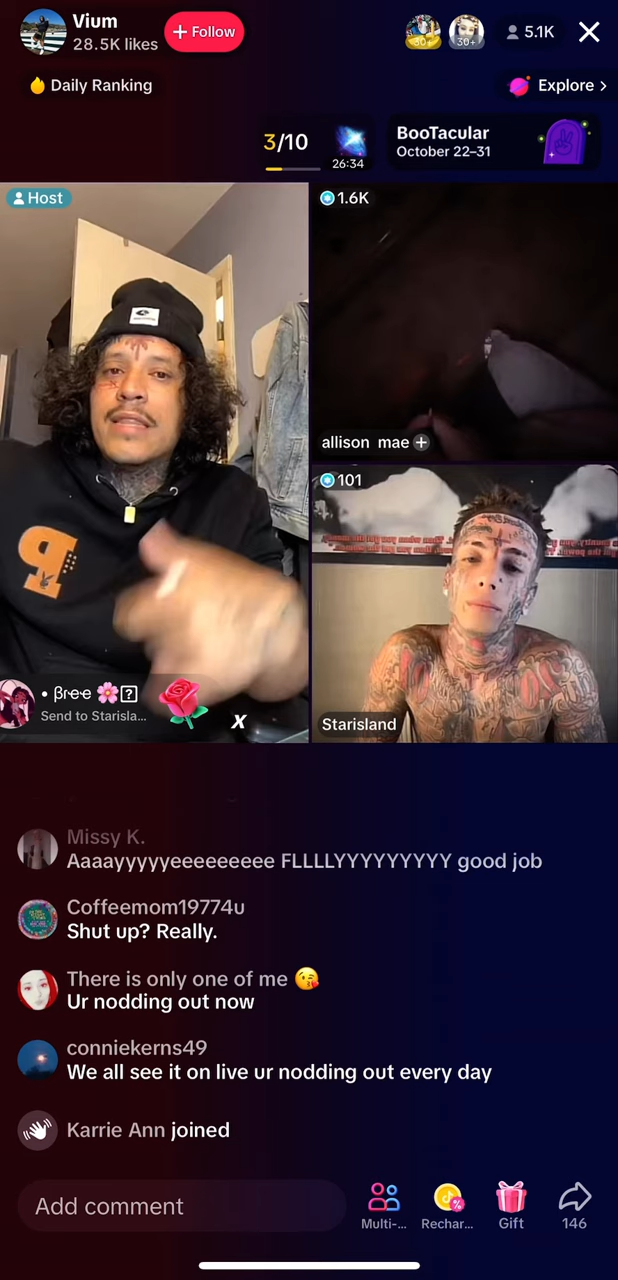 Vium
28.5K likes
+ Follow
30+
30+
5.1K
Daily Ranking
Explore >
3/10
26:34
BooTacular
October 22–31
Host
1.6K
allison mae
101
Starisland
• βree 🌸
Send to Starisla...
x
Missy K.
Aaaayyyyyeeeeeeeee FLLLLYYYYYYYYY good job
Coffeemom19774u
Shut up? Really.
There is only one of me 😘
Ur nodding out now
conniekerns49
We all see it on live ur nodding out every day
Karrie Ann joined
Add comment
Multi-...
Rechar...
Gift
146